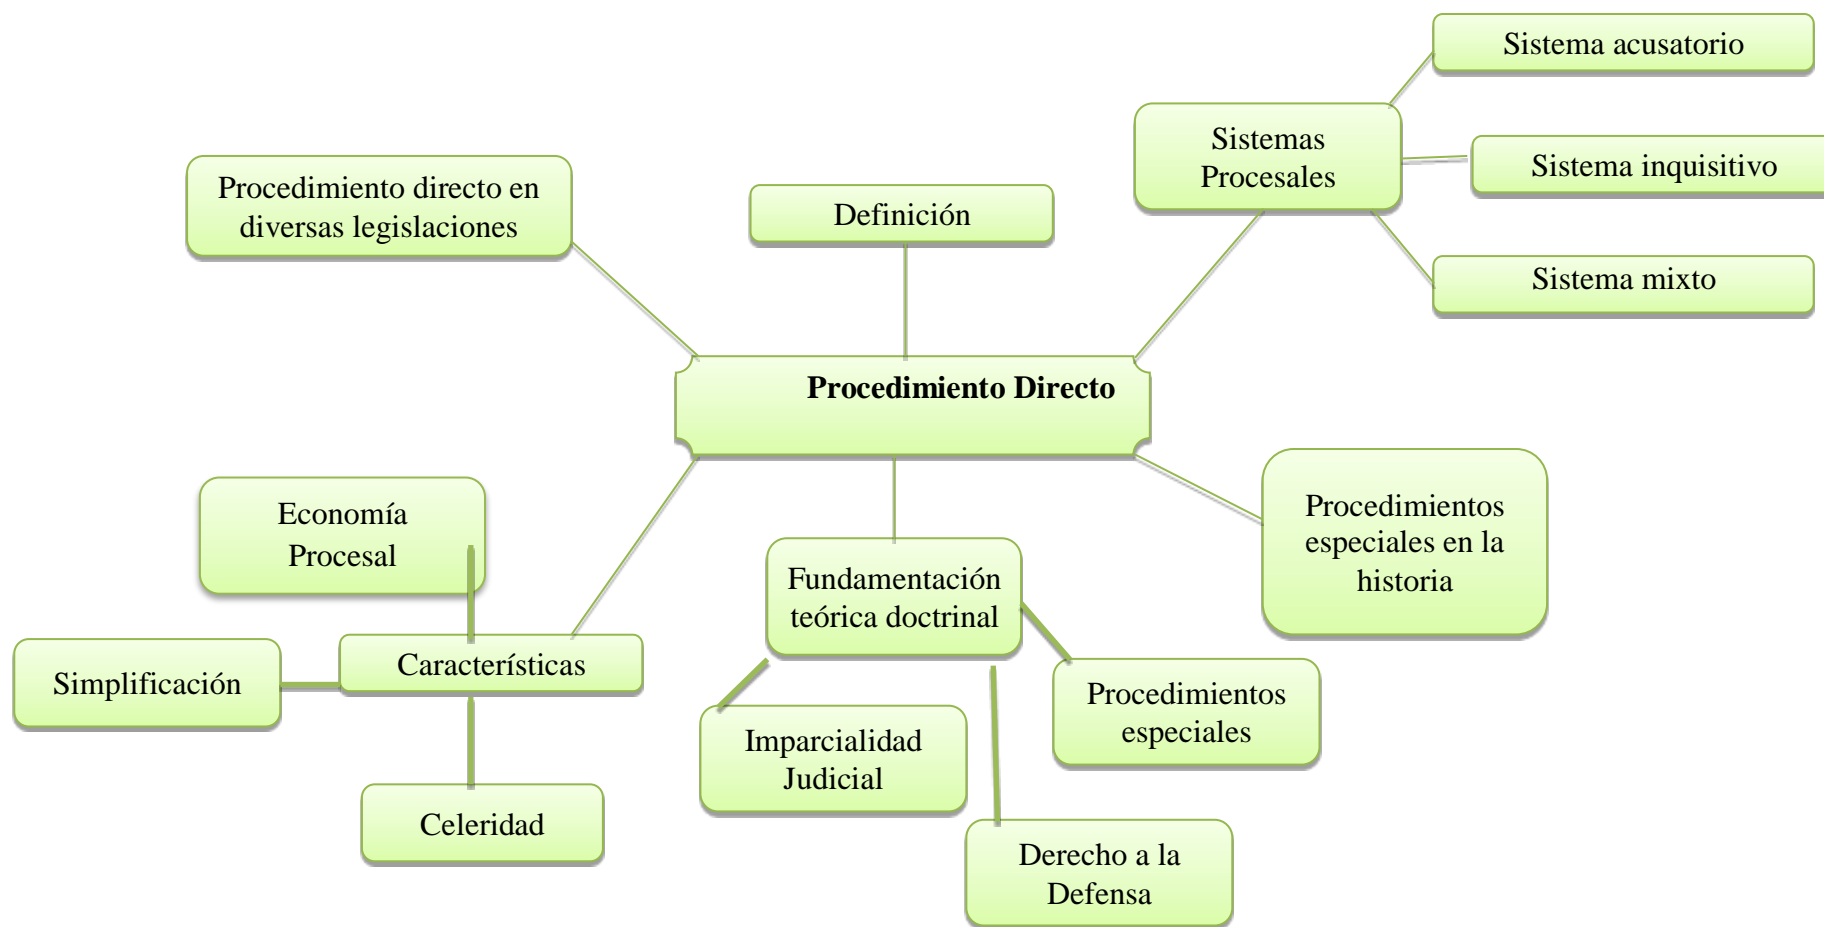 Sistema acusatorio
Sistemas
Procesales
Sistema inquisitivo
Procedimiento directo en
diversas legislaciones
Definición
Sistema mixto
Procedimiento Directo
Economía
Procesal
Procedimientos
especiales en la
historia
Fundamentación
teórica doctrinal
Simplificación
Características
Procedimientos
especiales
Imparcialidad
Judicial
Celeridad
Derecho a la
Defensa